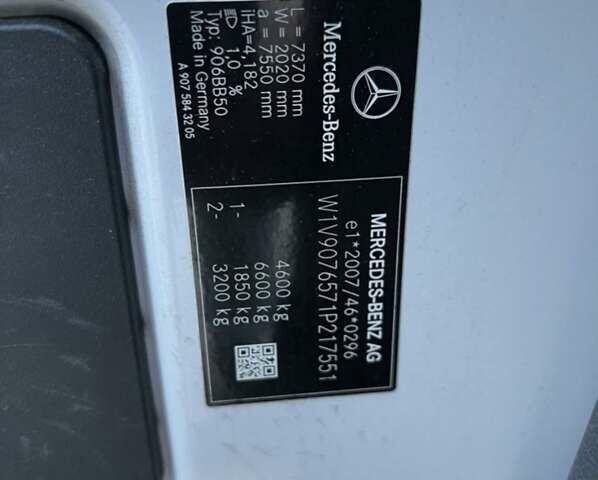 Mercedes-Benz
L = 7370 mm
W = 2020 mm
a = 7550 mm
iHA=4,182
1,0 %
Typ: 906BB50
Made in Germany
A 907 584 32 05
MERCEDES-BENZ AG
e1*2007/46*0296
W1V9076571P217551
4600 kg
6600 kg
1- 1850 kg
2- 3200 kg